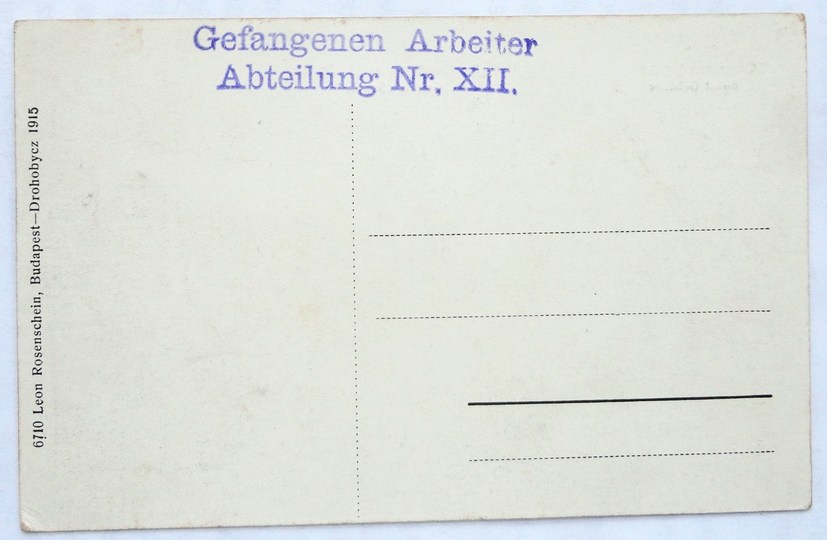 Gefangenen Arbeiter
Abteilung Nr. XII.
6710 Leon Rosenschein, Budapest—Drohobycz 1915